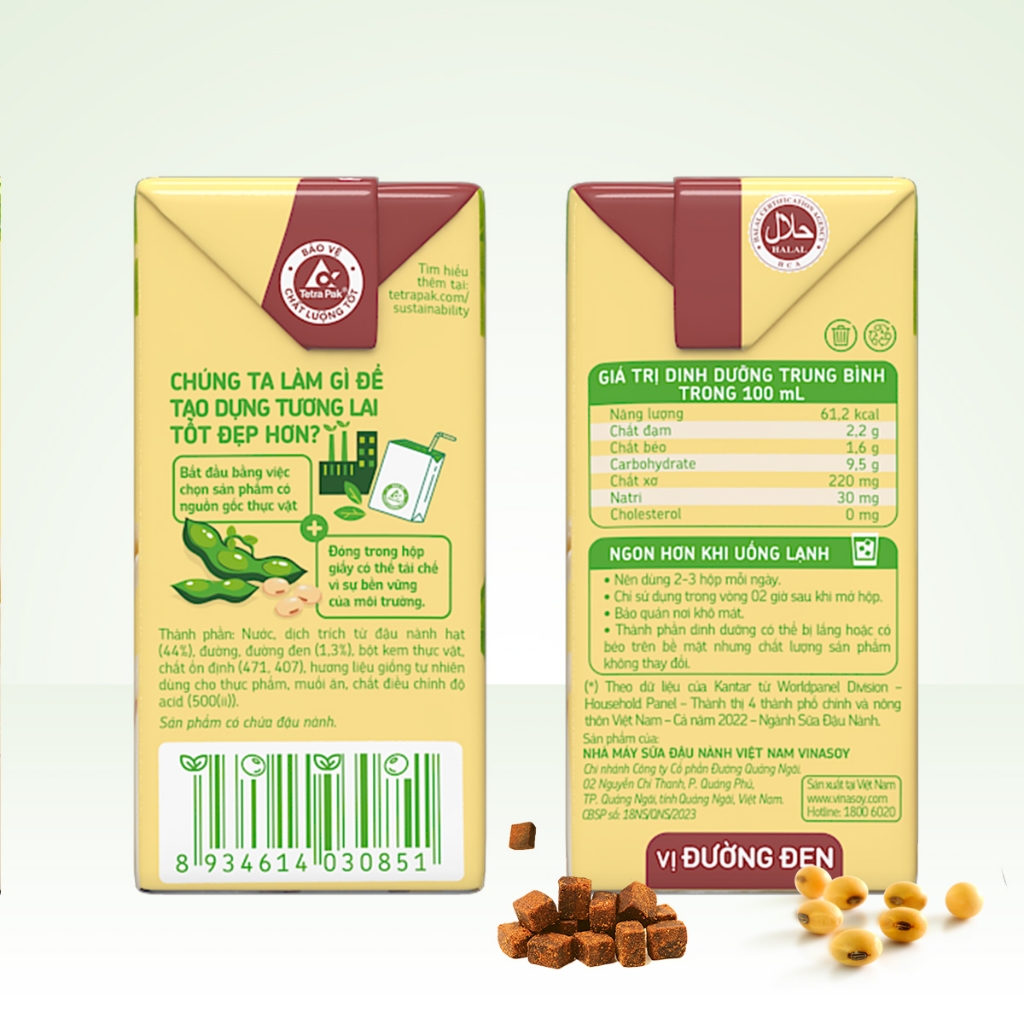 BẢO VỆ
Tetra Pak®
CHẤT LƯỢNG TỐT
Tìm hiểu
thêm tại:
tetrapak.com/
sustainability
CHÚNG TA LÀM GÌ ĐỂ
TẠO DỰNG TƯƠNG LAI
TỐT ĐẸP HƠN?
Bắt đầu bằng việc
chọn sản phẩm có
nguồn gốc thực vật
+
Đóng trong hộp
giấy có thể tái chế
vì sự bền vững
của môi trường.
Thành phần: Nước, dịch trích từ đậu nành hạt
(44%), đường, đường đen (1,3%), bột kem thực vật,
chất ổn định (471, 407), hương liệu giống tự nhiên
dùng cho thực phẩm, muối ăn, chất điều chỉnh độ
acid (500(ii)).
Sản phẩm có chứa đậu nành.
8 934614 030851
HALAL CERTIFICATION AGENCY
حلال
HALAL
H C A
GIÁ TRỊ DINH DƯỠNG TRUNG BÌNH
TRONG 100 mL
Năng lượng 61,2 kcal
Chất đạm 2,2 g
Chất béo 1,6 g
Carbohydrate 9,5 g
Chất xơ 220 mg
Natri 30 mg
Cholesterol 0 mg
NGON HƠN KHI UỐNG LẠNH
• Nên dùng 2-3 hộp mỗi ngày.
• Chỉ sử dụng trong vòng 02 giờ sau khi mở hộp.
• Bảo quản nơi khô mát.
• Thành phần dinh dưỡng có thể bị lắng hoặc có
béo trên bề mặt nhưng chất lượng sản phẩm
không thay đổi.
(*) Theo dữ liệu của Kantar từ Worldpanel Division –
Household Panel – Thành thị 4 thành phố chính và nông
thôn Việt Nam – Cả năm 2022 – Ngành Sữa Đậu Nành.
Sản phẩm của:
NHÀ MÁY SỮA ĐẬU NÀNH VIỆT NAM VINASOY
Chi nhánh Công ty Cổ phần Đường Quảng Ngãi,
02 Nguyễn Chí Thanh, P. Quảng Phú,
TP. Quảng Ngãi, tỉnh Quảng Ngãi, Việt Nam.
CBSP số: 18NS/QNS/2023
Sản xuất tại Việt Nam
www.vinasoy.com
Hotline: 1800 6020
VỊ ĐƯỜNG ĐEN